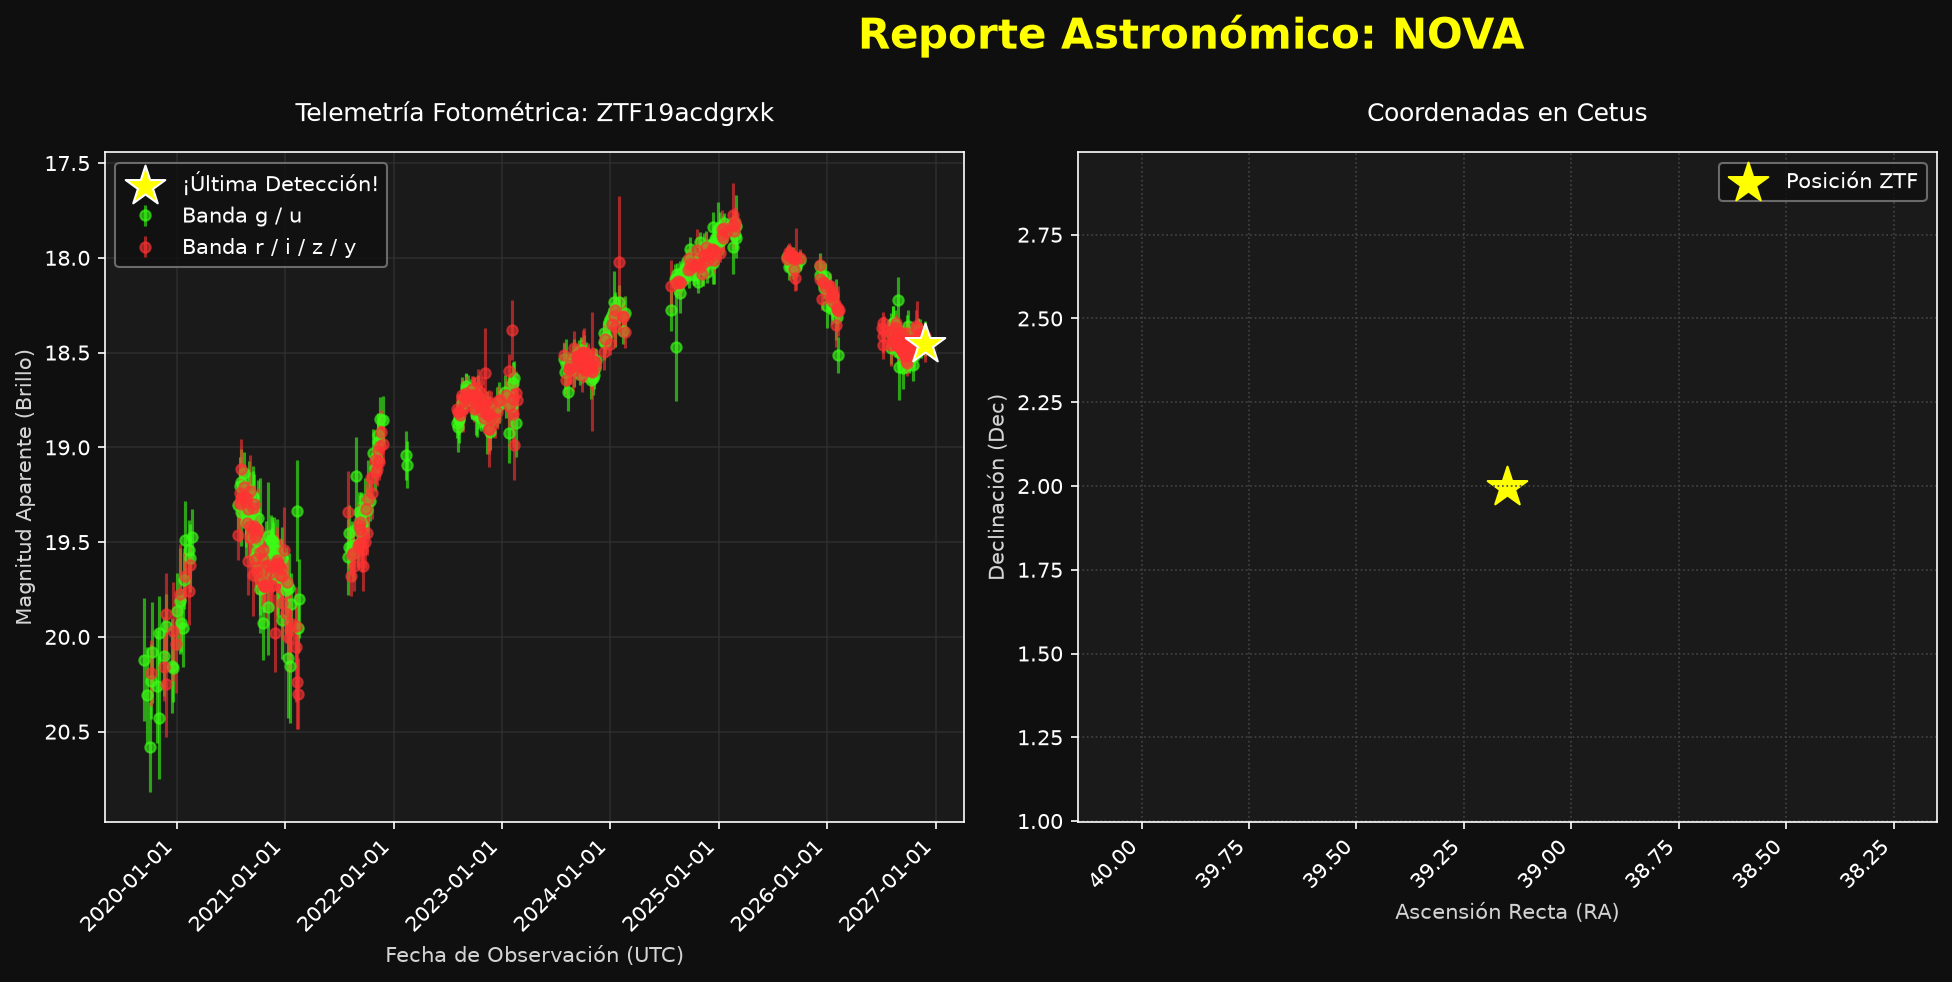 Reporte Astronómico: NOVA
Telemetría Fotométrica: ZTF19acdgrxk
¡Última Detección!
Banda g / u
Banda r / i / z / y
Magnitud Aparente (Brillo)
17.5
18.0
18.5
19.0
19.5
20.0
20.5
2020-01-01
2021-01-01
2022-01-01
2023-01-01
2024-01-01
2025-01-01
2026-01-01
2027-01-01
Fecha de Observación (UTC)
Coordenadas en Cetus
Posición ZTF
Declinación (Dec)
2.75
2.50
2.25
2.00
1.75
1.50
1.25
1.00
40.00
39.75
39.50
39.25
39.00
38.75
38.50
38.25
Ascensión Recta (RA)